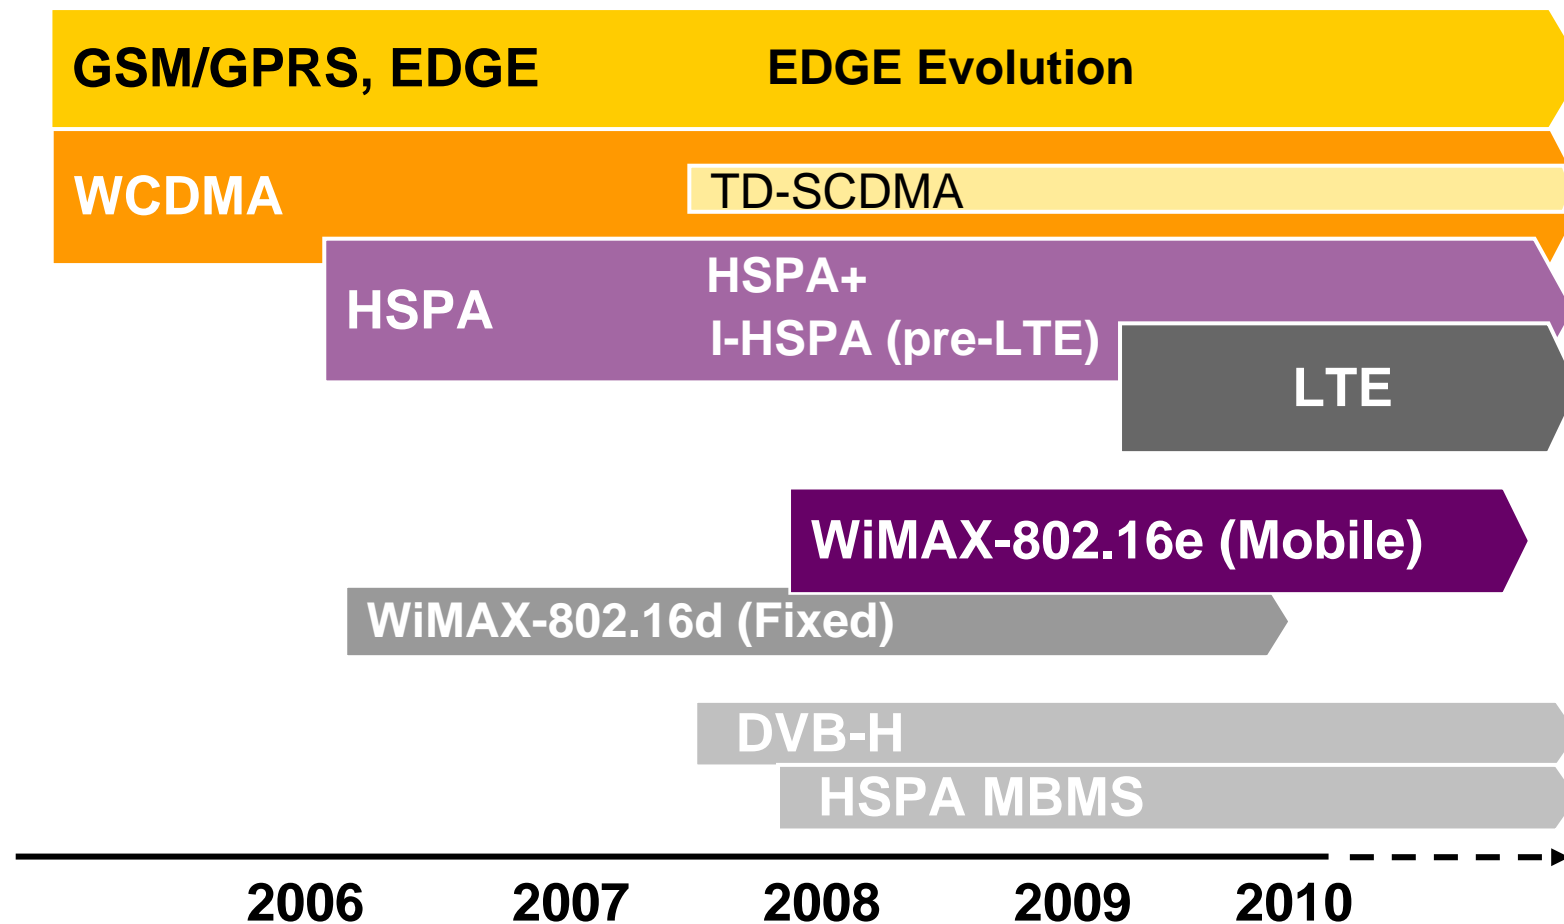 GSM/GPRS, EDGE
EDGE Evolution
WCDMA
TD-SCDMA
HSPA
HSPA+
I-HSPA (pre-LTE)
LTE
WiMAX-802.16e (Mobile)
WiMAX-802.16d (Fixed)
DVB-H
HSPA MBMS
2006 2007 2008 2009 2010